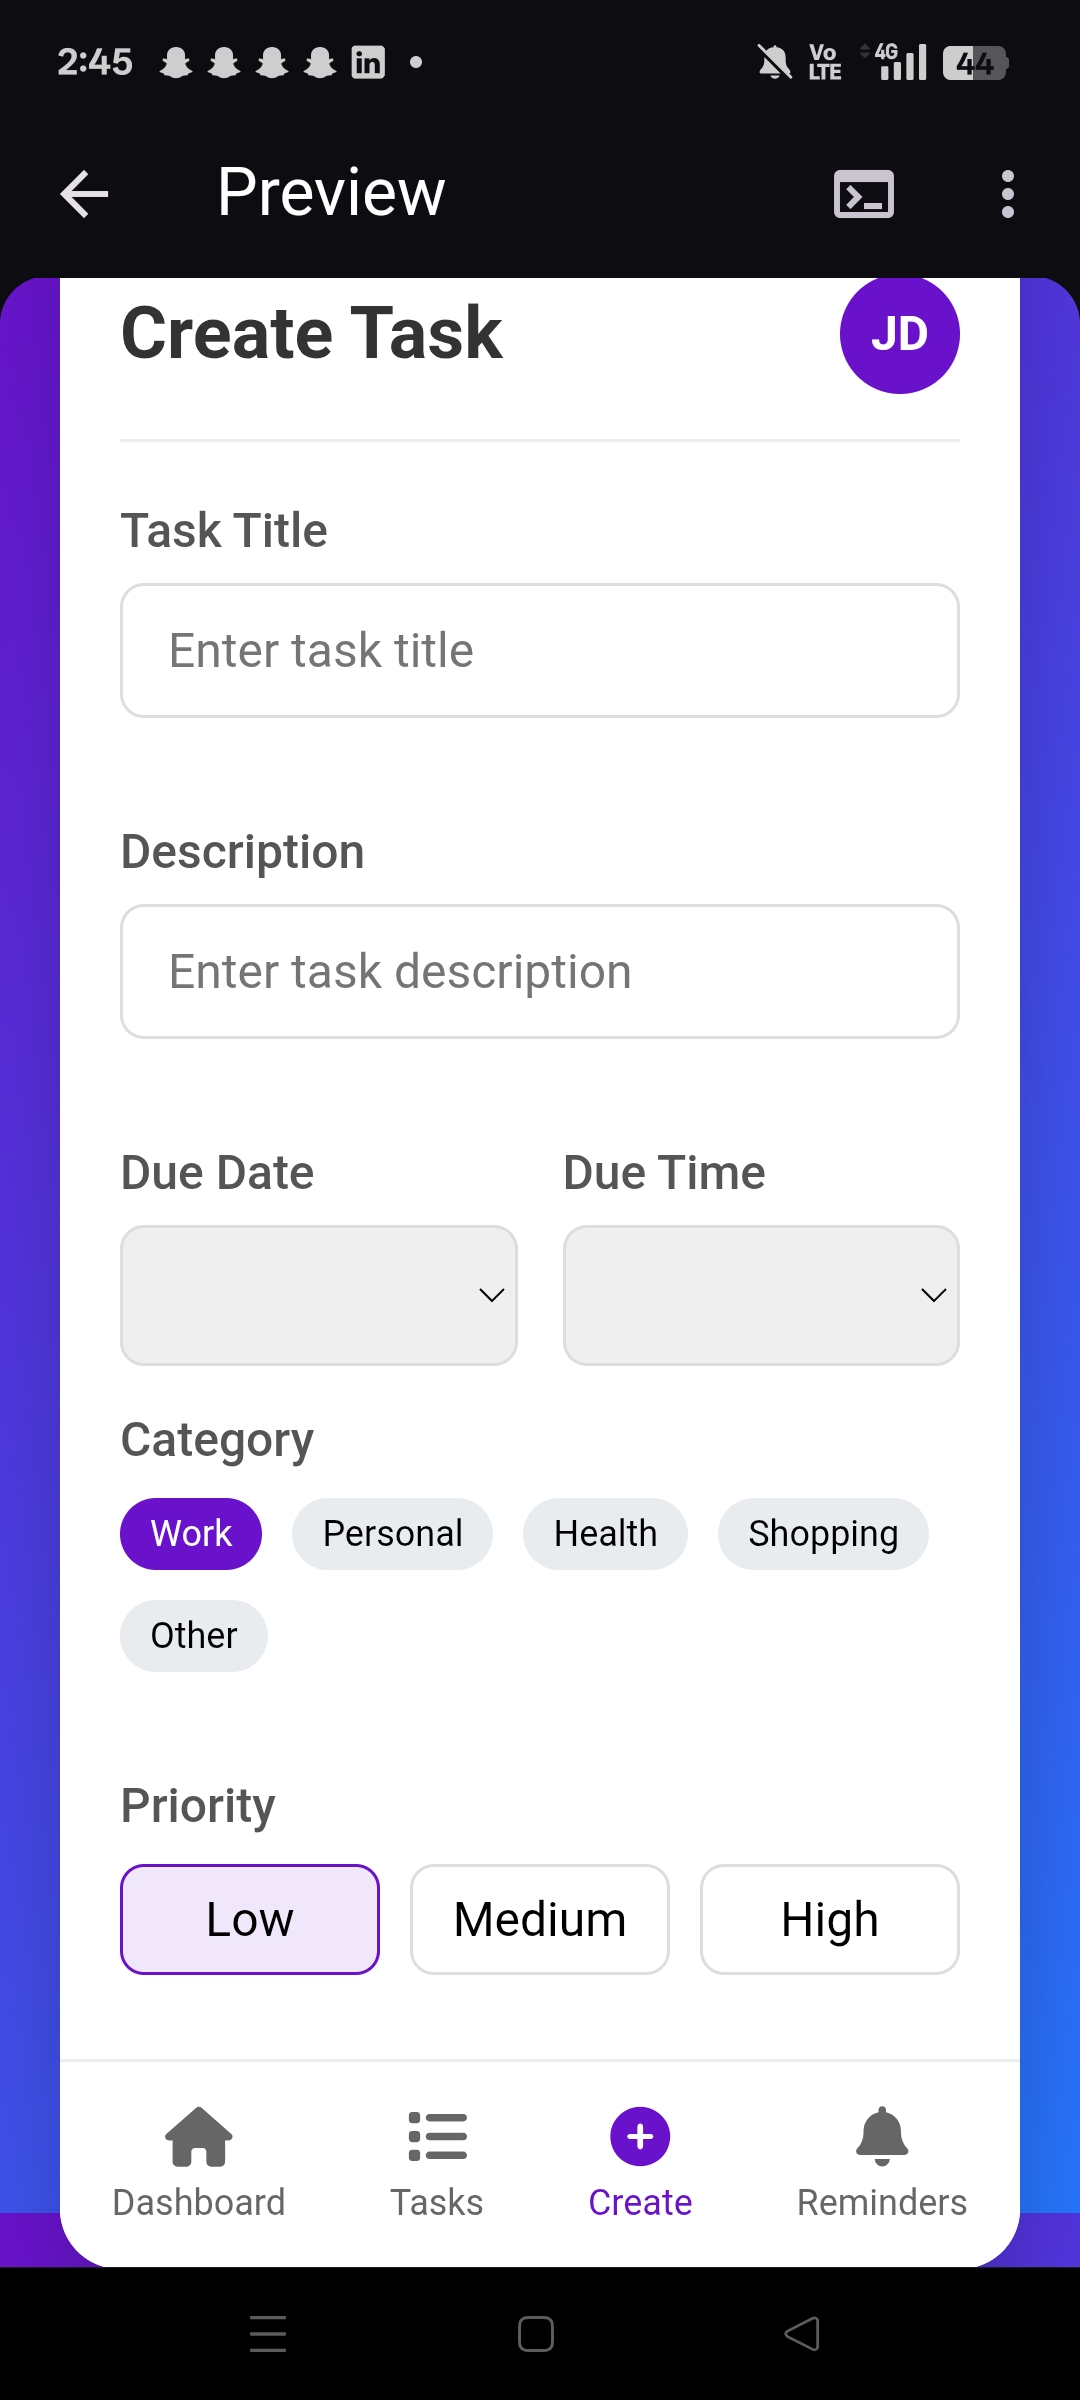 2:45 in Vo LTE 4G 44
Preview
Create Task JD
Task Title
Enter task title
Description
Enter task description
Due Date Due Time
Category
Work Personal Health Shopping
Other
Priority
Low Medium High
Dashboard Tasks Create Reminders